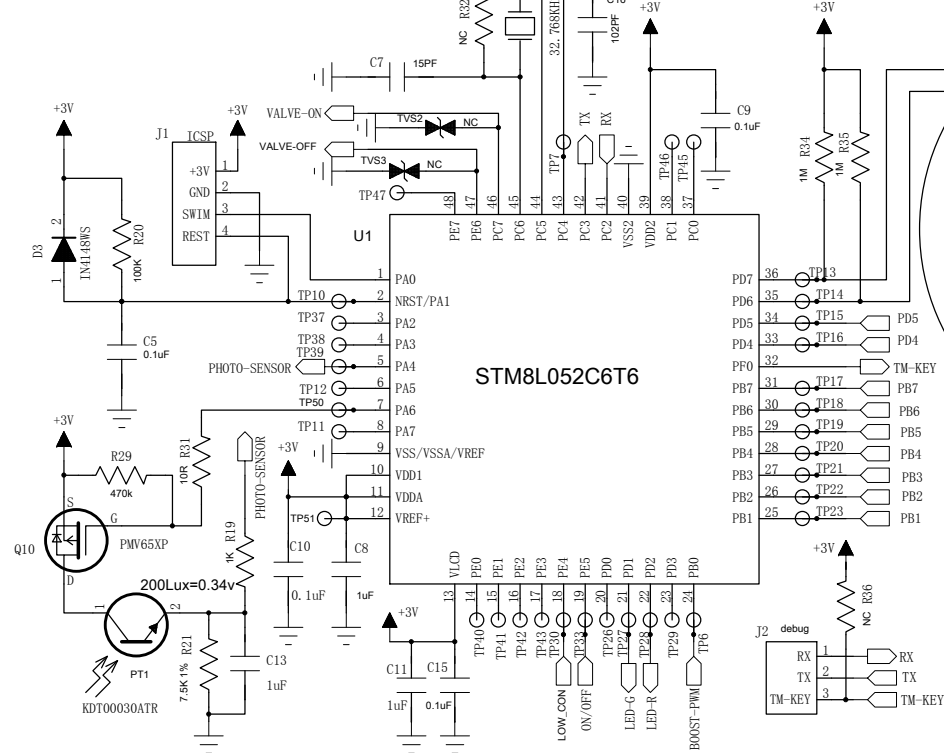 R32
NC
32.768KH
C10
102PF
+3V
+3V
C7
15PF
C9
0.1uF
VALVE-ON
TVS2
NC
VALVE-OFF
TVS3
NC
TP47
TP7
TX
RX
TP46
TP45
R34
1M
R35
1M
+3V
J1
ICSP
+3V
+3V
1
GND
2
SWIM
3
REST
4
D3
2
1
IN4148WS
R20
100K
C5
0.1uF
U1
48
47
46
45
44
43
42
41
40
39
38
37
PE7
PE6
PC7
PC6
PC5
PC4
PC3
PC2
VSS2
VDD2
PC1
PC0
STM8L052C6T6
1
PA0
TP10
2
NRST/PA1
TP37
3
PA2
TP38
4
PA3
PHOTO-SENSOR
TP39
5
PA4
TP12
6
PA5
TP50
7
PA6
TP11
8
PA7
9
VSS/VSSA/VREF
10
VDD1
11
VDDA
TP51
12
VREF+
PD7
36
TP13
PD6
35
TP14
PD5
34
TP15
PD5
PD4
33
TP16
PD4
PF0
32
TM-KEY
PB7
31
TP17
PB7
PB6
30
TP18
PB6
PB5
29
TP19
PB5
PB4
28
TP20
PB4
PB3
27
TP21
PB3
PB2
26
TP22
PB2
PB1
25
TP23
PB1
VLCD
PE0
PE1
PE2
PE3
PE4
PE5
PD0
PD1
PD2
PD3
PB0
13
14
15
16
17
18
19
20
21
22
23
24
TP40
TP41
TP42
TP43
TP30
TP32
TP26
TP27
TP28
TP29
TP6
LOW_CON
ON/OFF
LED-G
LED-R
BOOST-PWM
+3V
R29
470k
R31
10R
S
G
D
Q10
PMV65XP
PHOTO-SENSOR
R19
1K
+3V
C10
0.1uF
C8
1uF
200Lux=0.34v
1
2
PT1
KDT00030ATR
R21
7.5K 1%
C13
1uF
+3V
C11
1uF
C15
0.1uF
+3V
R36
NC
J2
debug
RX
1
RX
TX
2
TX
TM-KEY
3
TM-KEY